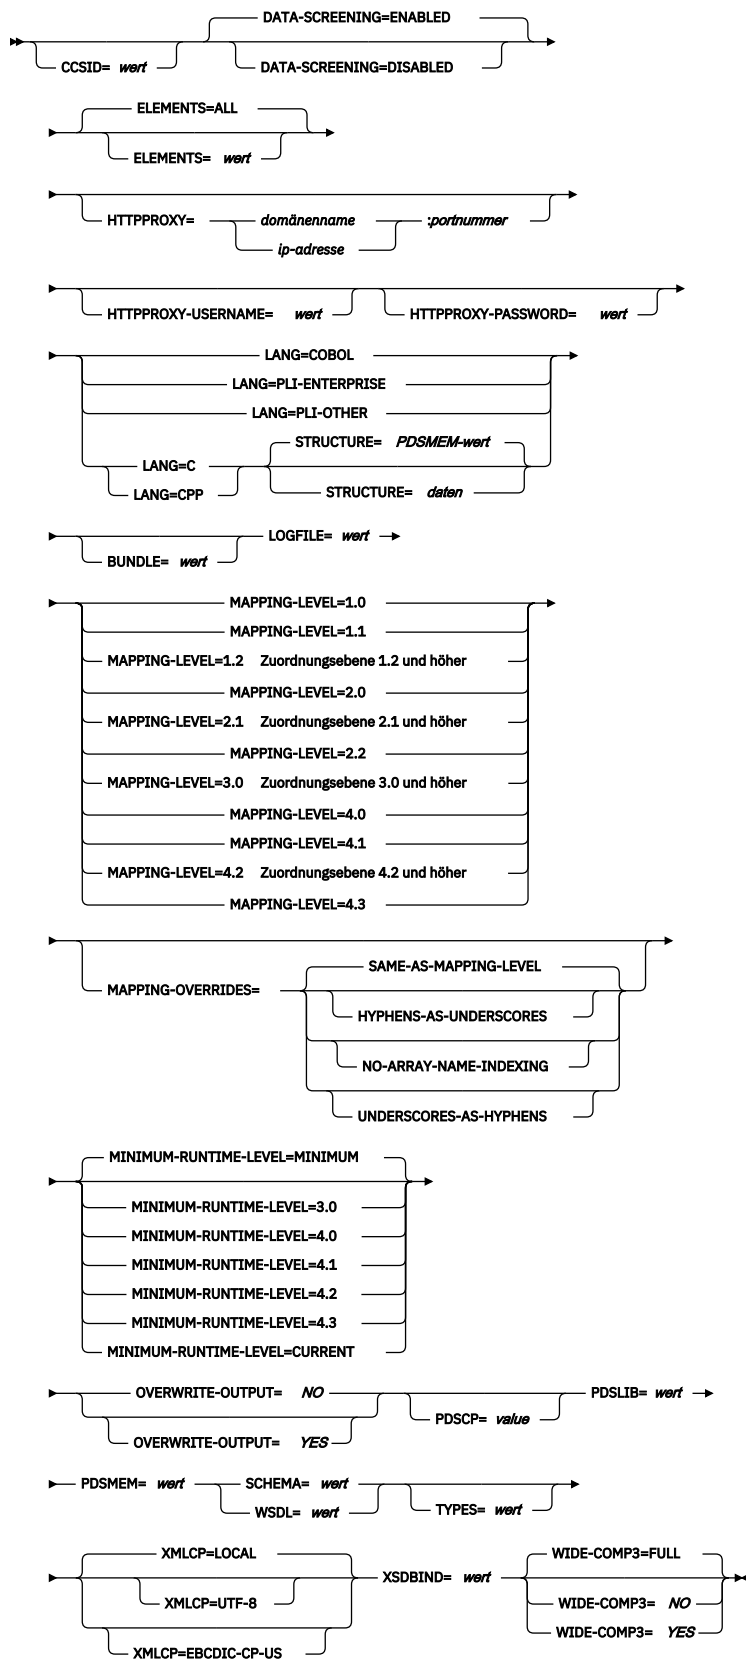 DATA-SCREENING=ENABLED
CCSID= wert
DATA-SCREENING=DISABLED
ELEMENTS=ALL
ELEMENTS= wert
HTTPPROXY= domänenname :portnummer
ip-adresse
HTTPPROXY-USERNAME= wert HTTPPROXY-PASSWORD= wert
LANG=COBOL
LANG=PLI-ENTERPRISE
LANG=PLI-OTHER
STRUCTURE= PDSMEM-wert
LANG=C
LANG=CPP STRUCTURE= daten
LOGFILE= wert
BUNDLE= wert
MAPPING-LEVEL=1.0
MAPPING-LEVEL=1.1
MAPPING-LEVEL=1.2 Zuordnungsebene 1.2 und höher
MAPPING-LEVEL=2.0
MAPPING-LEVEL=2.1 Zuordnungsebene 2.1 und höher
MAPPING-LEVEL=2.2
MAPPING-LEVEL=3.0 Zuordnungsebene 3.0 und höher
MAPPING-LEVEL=4.0
MAPPING-LEVEL=4.1
MAPPING-LEVEL=4.2 Zuordnungsebene 4.2 und höher
MAPPING-LEVEL=4.3
SAME-AS-MAPPING-LEVEL
MAPPING-OVERRIDES=
HYPHENS-AS-UNDERSCORES
NO-ARRAY-NAME-INDEXING
UNDERSCORES-AS-HYPHENS
MINIMUM-RUNTIME-LEVEL=MINIMUM
MINIMUM-RUNTIME-LEVEL=3.0
MINIMUM-RUNTIME-LEVEL=4.0
MINIMUM-RUNTIME-LEVEL=4.1
MINIMUM-RUNTIME-LEVEL=4.2
MINIMUM-RUNTIME-LEVEL=4.3
MINIMUM-RUNTIME-LEVEL=CURRENT
OVERWRITE-OUTPUT= NO PDSLIB= wert
PDSCP= value
OVERWRITE-OUTPUT= YES
PDSMEM= wert SCHEMA= wert
WSDL= wert TYPES= wert
XMLCP=LOCAL WIDE-COMP3=FULL
XSDBIND= wert
XMLCP=UTF-8 WIDE-COMP3= NO
WIDE-COMP3= YES
XMLCP=EBCDIC-CP-US